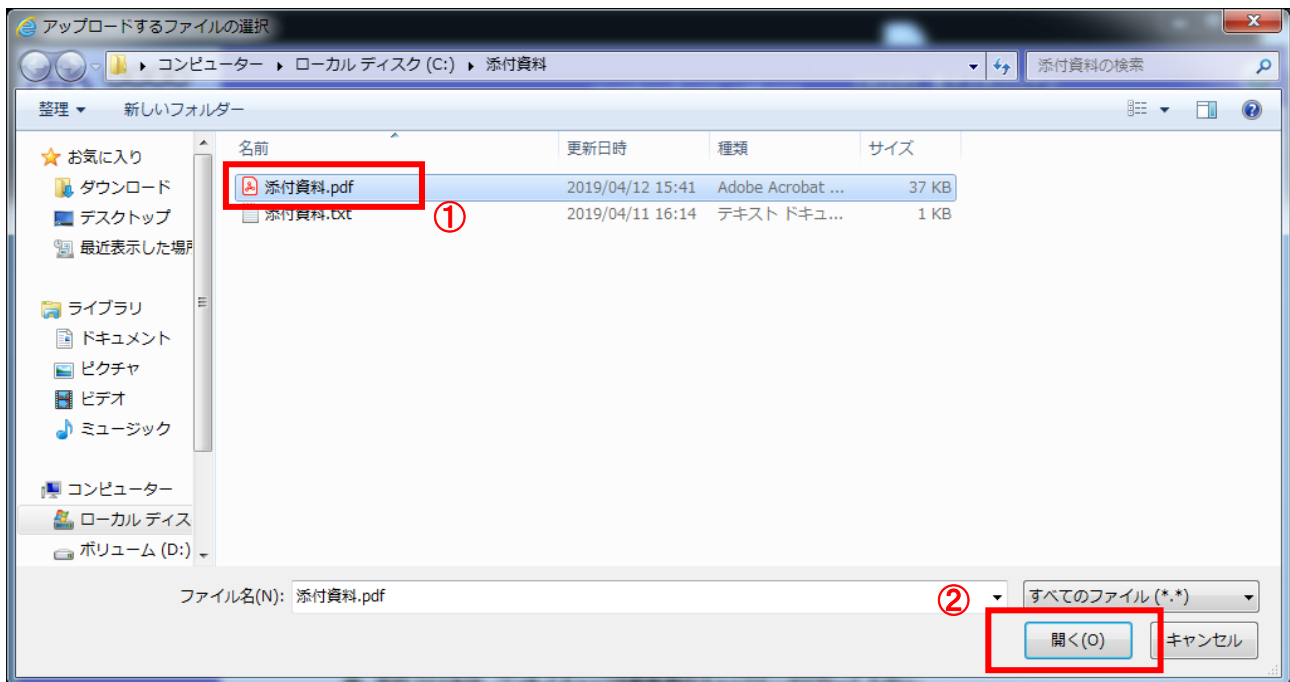 アップロードするファイルの選択
コンピューター ▸ ローカル ディスク (C:) ▸ 添付資料
添付資料の検索
整理 ▼ 新しいフォルダー
お気に入り
ダウンロード
デスクトップ
最近表示した場所
ライブラリ
ドキュメント
ピクチャ
ビデオ
ミュージック
コンピューター
ローカル ディス
ボリューム (D:)
名前 更新日時 種類 サイズ
添付資料.pdf 2019/04/12 15:41 Adobe Acrobat ... 37 KB
①
添付資料.txt 2019/04/11 16:14 テキスト ドキュ... 1 KB
ファイル名(N): 添付資料.pdf
②
すべてのファイル (*.*)
開く(O) キャンセル